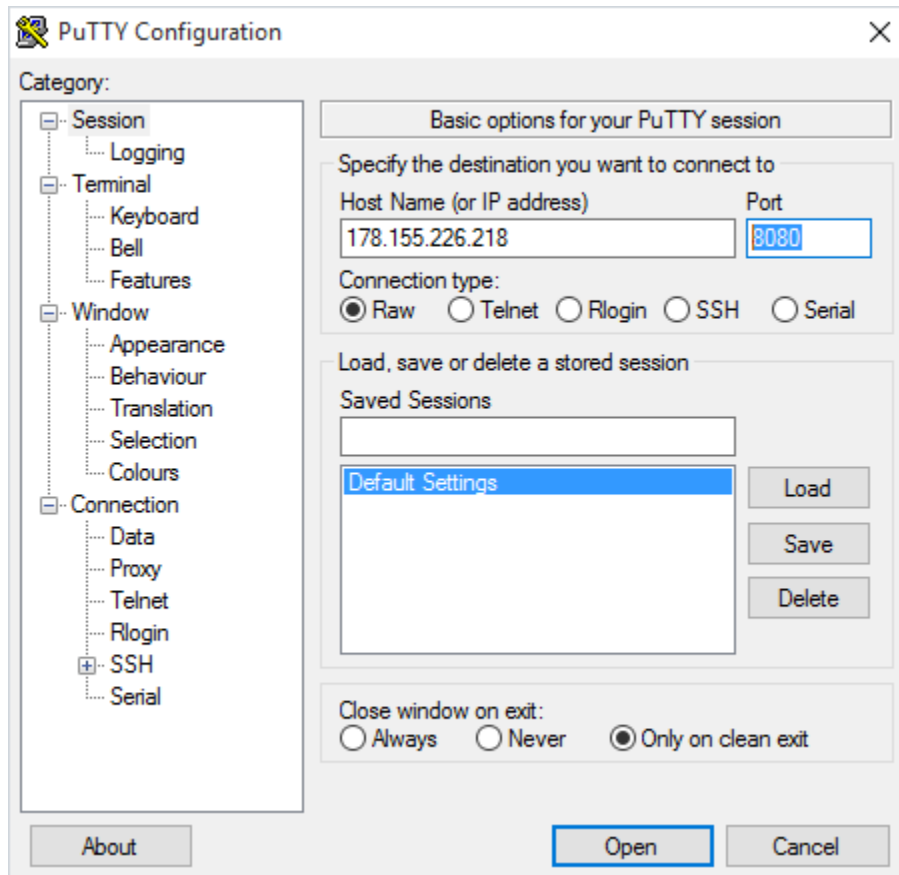 PuTTY Configuration
Category:
Session
Logging
Terminal
Keyboard
Bell
Features
Window
Appearance
Behaviour
Translation
Selection
Colours
Connection
Data
Proxy
Telnet
Rlogin
SSH
Serial
Basic options for your PuTTY session
Specify the destination you want to connect to
Host Name (or IP address) Port
178.155.226.218 8080
Connection type:
Raw Telnet Rlogin SSH Serial
Load, save or delete a stored session
Saved Sessions
Default Settings
Load
Save
Delete
Close window on exit:
Always Never Only on clean exit
About Open Cancel